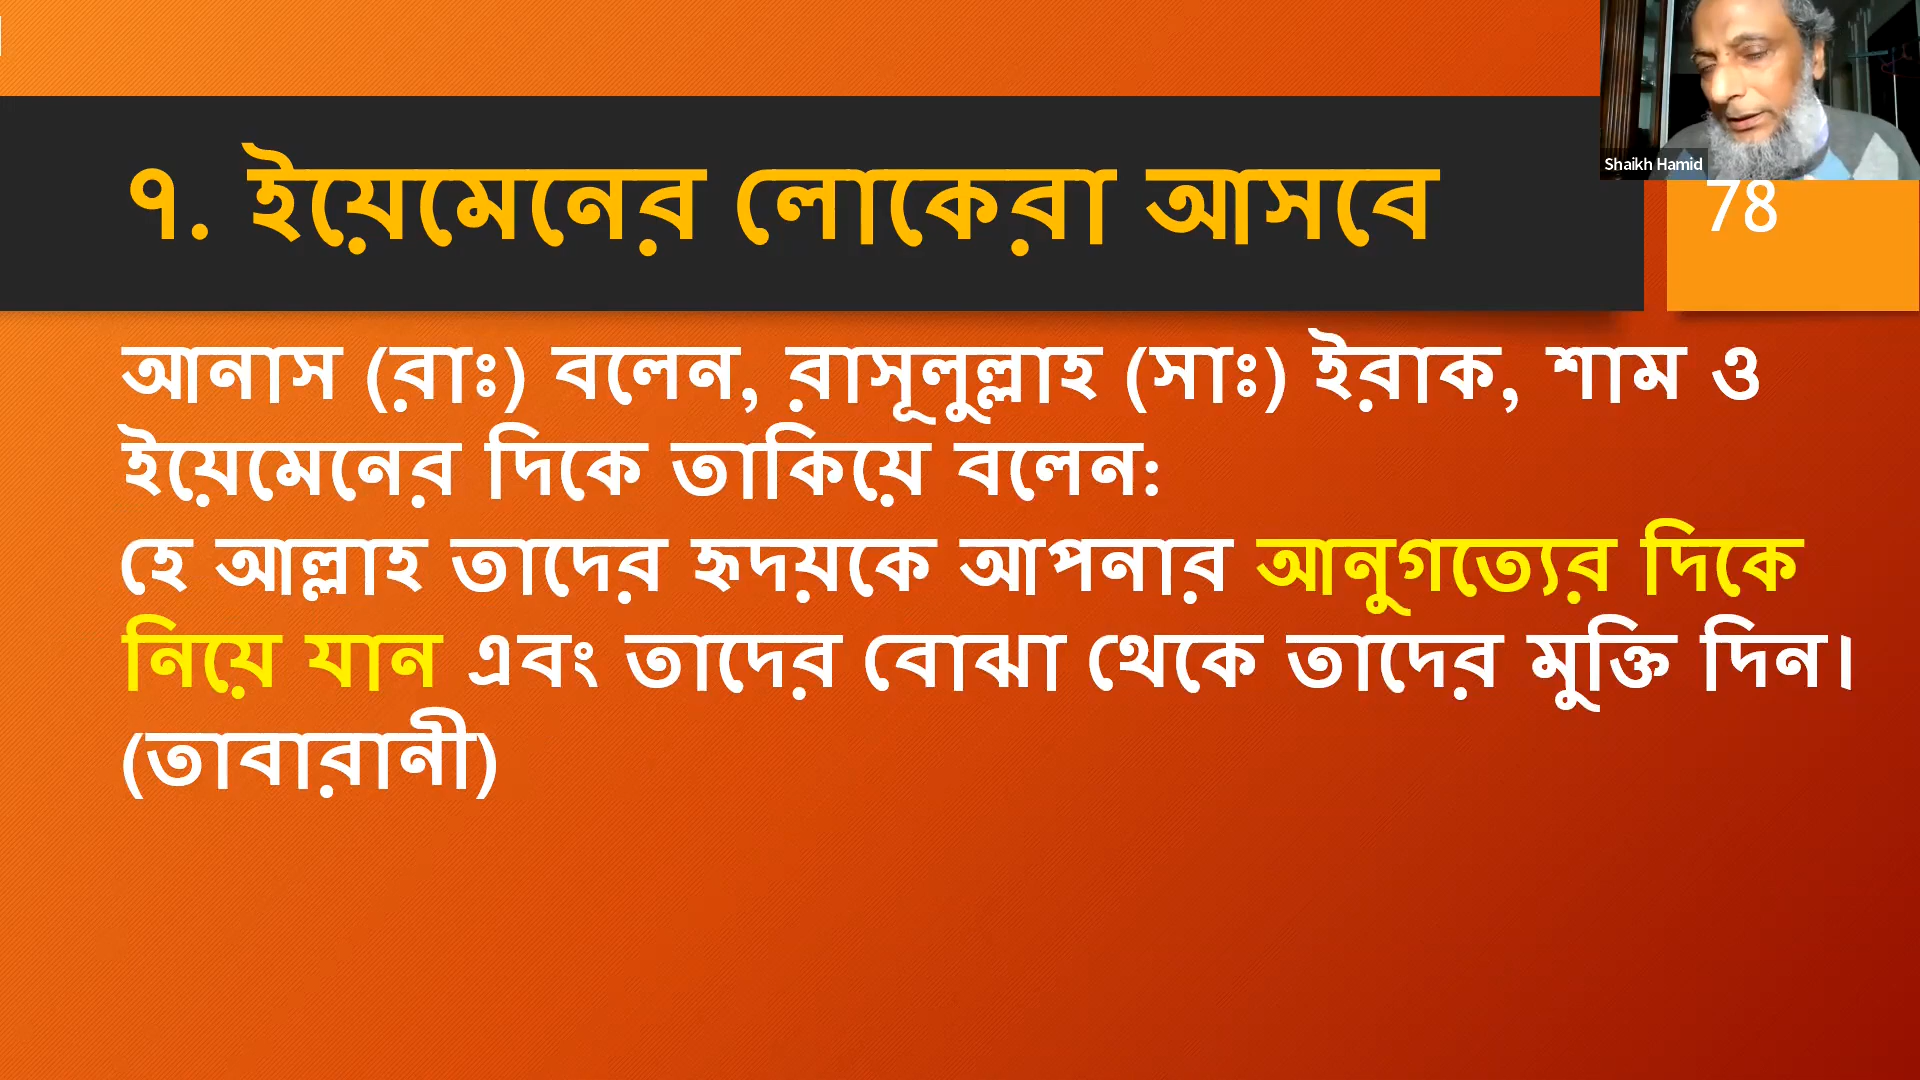 Shaikh Hamid
৭. ইয়েমেনের লোকেরা আসবে
78
আনাস (রাঃ) বলেন, রাসূলুল্লাহ (সাঃ) ইরাক, শাম ও
ইয়েমেনের দিকে তাকিয়ে বলেন:
হে আল্লাহ তাদের হৃদয়কে আপনার আনুগত্যের দিকে
নিয়ে যান এবং তাদের বোঝা থেকে তাদের মুক্তি দিন।
(তাবারানী)